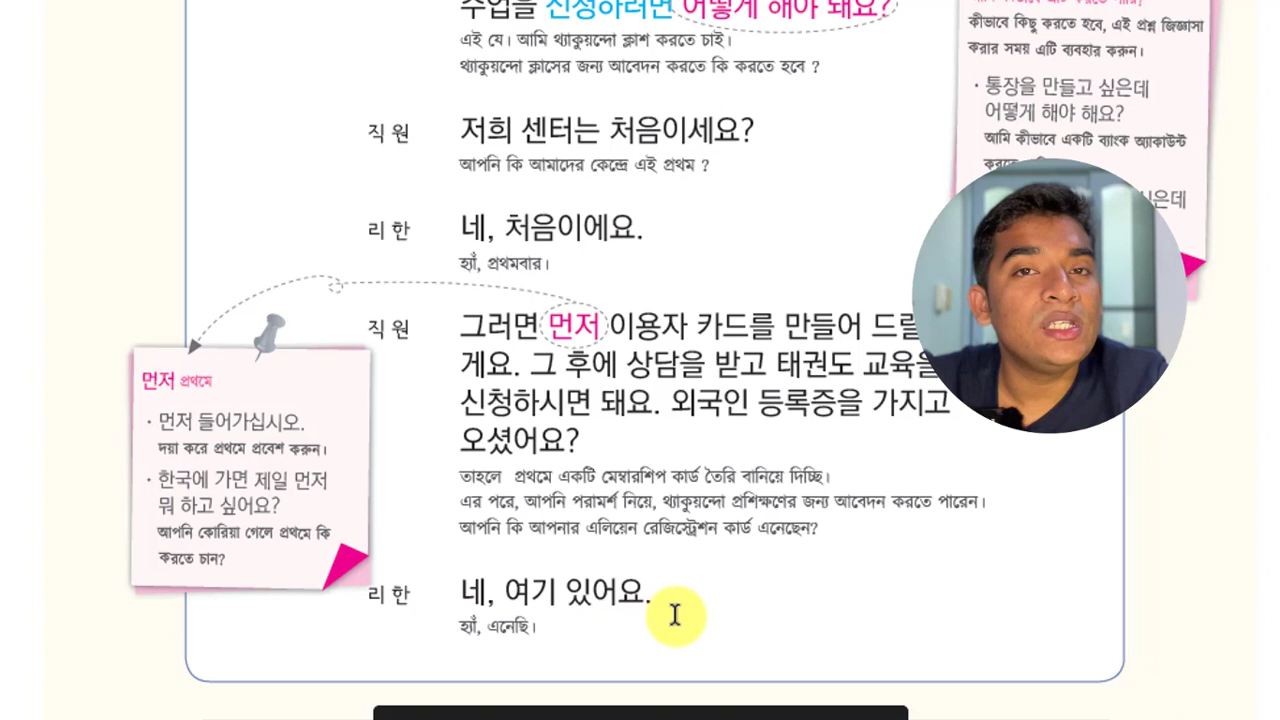 수업을 신청하려면 어떻게 해야 돼요?
এই যে। আমি থ্যাকুয়েন্দো ক্লাশ করতে চাই।
থ্যাকুয়েন্দো ক্লাসের জন্য আবেদন করতে কি করতে হবে ?
직 원 저희 센터는 처음이세요?
আপনি কি আমাদের কেন্দ্রে এই প্রথম ?
리 한 네, 처음이에요.
হ্যাঁ, প্রথমবার।
직 원 그러면 먼저 이용자 카드를 만들어 드릴
게요. 그 후에 상담을 받고 태권도 교육을
신청하시면 돼요. 외국인 등록증을 가지고
오셨어요?
তাহলে প্রথমে একটি মেম্বারশিপ কার্ড তৈরি বানিয়ে দিচ্ছি।
এর পরে, আপনি পরামর্শ নিয়ে, থ্যাকুয়েন্দো প্রশিক্ষণের জন্য আবেদন করতে পারেন।
আপনি কি আপনার এলিয়েন রেজিস্ট্রেশন কার্ড এনেছেন?
리 한 네, 여기 있어요.
হ্যাঁ, এনেছি।
먼저 প্রথমে
· 먼저 들어가십시오.
দয়া করে প্রথমে প্রবেশ করুন।
· 한국에 가면 제일 먼저
뭐 하고 싶어요?
আপনি কোরিয়া গেলে প্রথমে কি
করতে চান?
কীভাবে কিছু করতে হবে, এই প্রশ্ন জিজ্ঞাসা
করার সময় এটি ব্যবহার করুন।
· 통장을 만들고 싶은데
어떻게 해야 해요?
আমি কীভাবে একটি ব্যাংক অ্যাকাউন্ট
করতে
싶은데